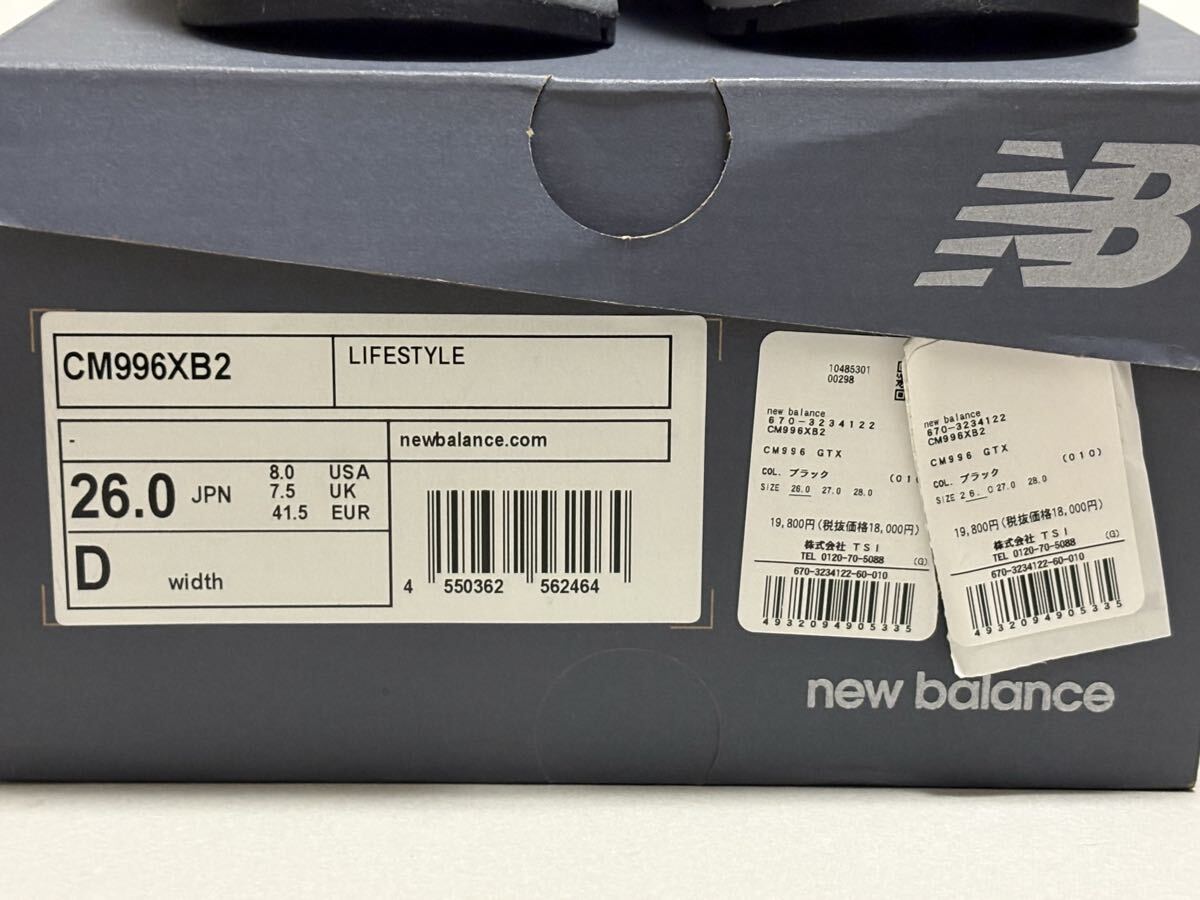 NB
CM996XB2
LIFESTYLE
-
newbalance.com
26.0 JPN
8.0 USA
7.5 UK
41.5 EUR
D width
4 550362 562464
10485301
00298
new balance
670-3234122
CM996XB2
CM996 GTX
COL. ブラック
SIZE 26.0 27.0 28.0
19,800円(税抜価格18,000円)
株式会社 TSI
TEL 0120-70-5088
(G)
670-3234122-60-010
4932094905335
new balance
670-3234122
CM996XB2
CM996 GTX
COL. ブラック (010)
SIZE 26.0 27.0 28.0
19,800円(税抜価格18,000円)
株式会社 TSI
TEL 0120-70-5088
(G)
670-3234122-60-010
4932094905335
new balance